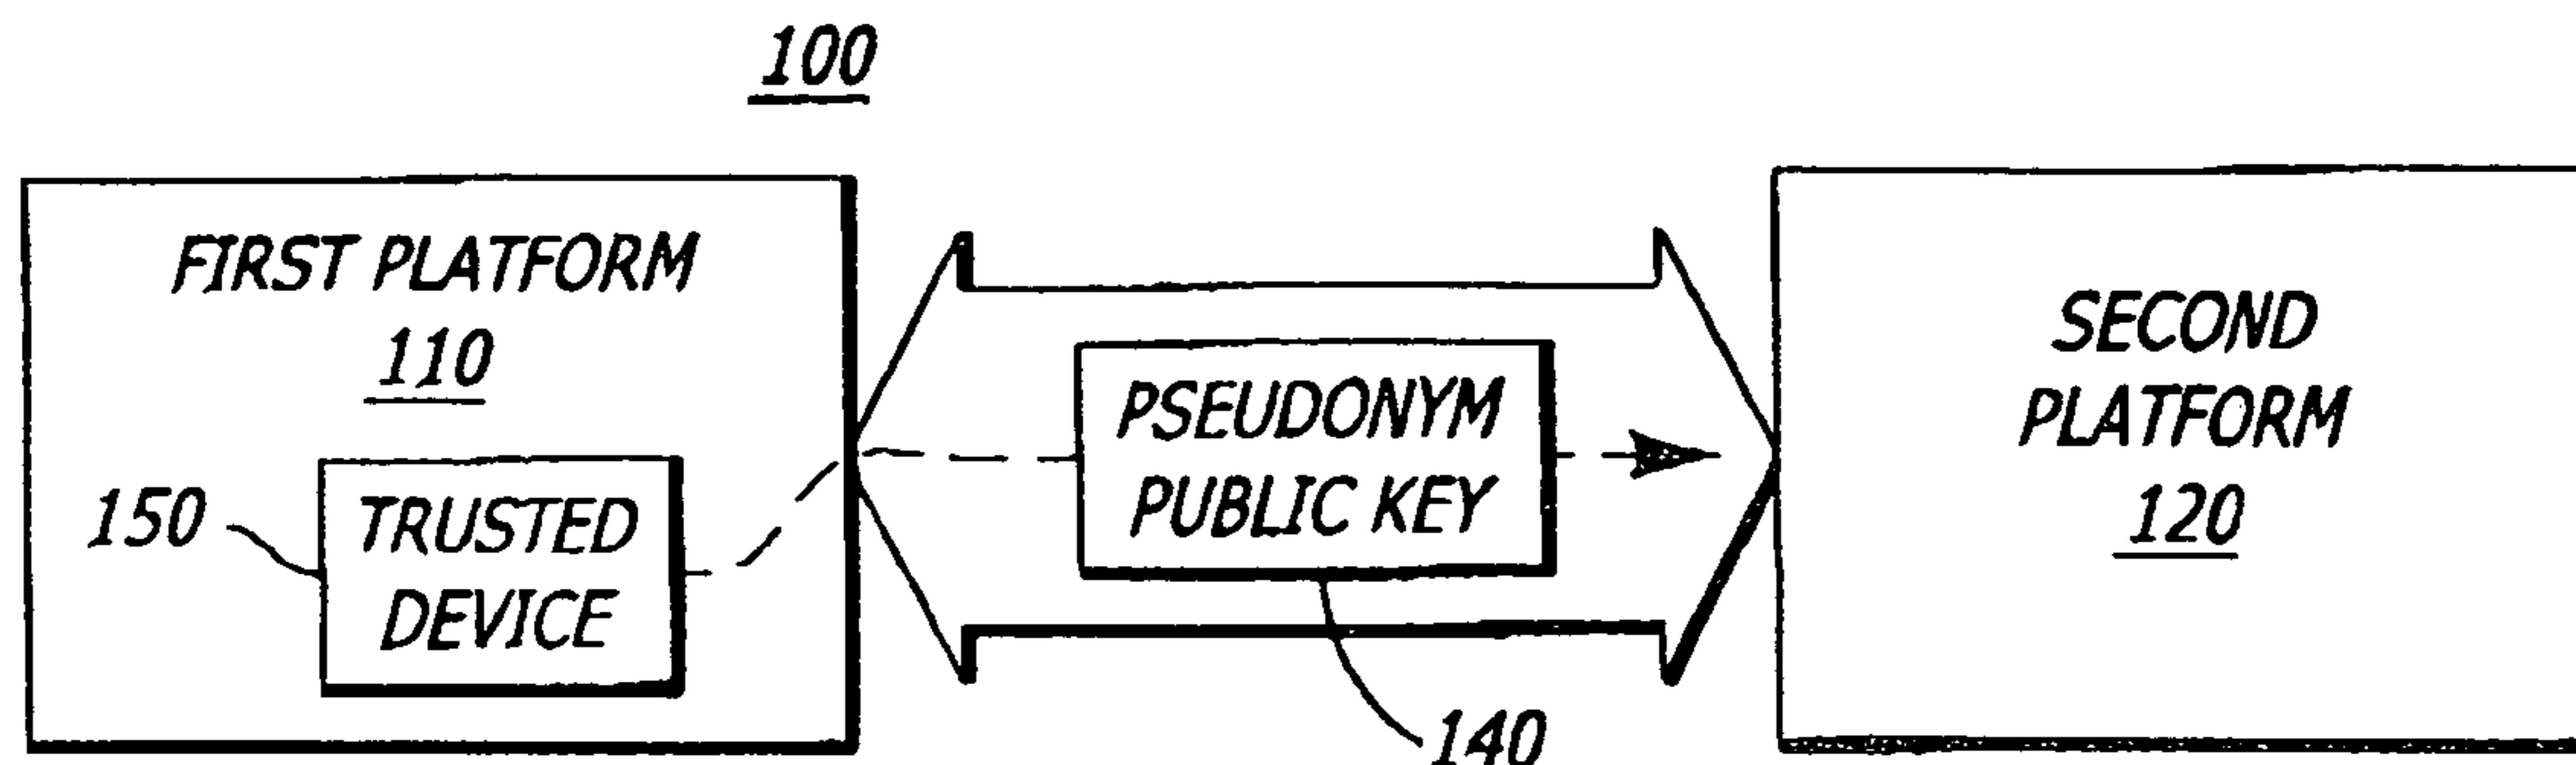 100
FIRST PLATFORM
110
150
TRUSTED
DEVICE
PSEUDONYM
PUBLIC KEY
140
SECOND
PLATFORM
120